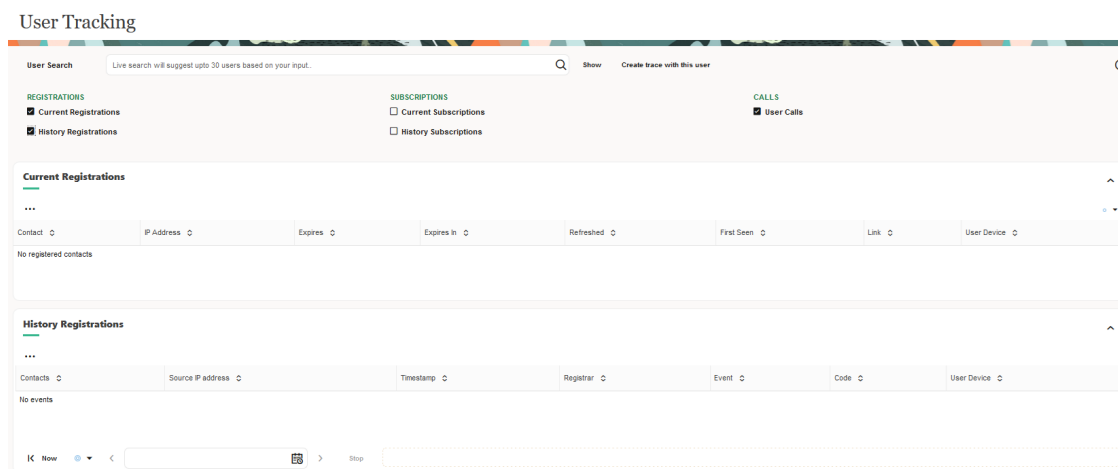 User Tracking
User Search Live search will suggest upto 30 users based on your input.. Show Create trace with this user
REGISTRATIONS SUBSCRIPTIONS CALLS
Current Registrations Current Subscriptions User Calls
History Registrations History Subscriptions
Current Registrations
...
Contact IP Address Expires Expires In Refreshed First Seen Link User Device
No registered contacts
History Registrations
...
Contacts Source IP address Timestamp Registrar Event Code User Device
No events
Now Stop